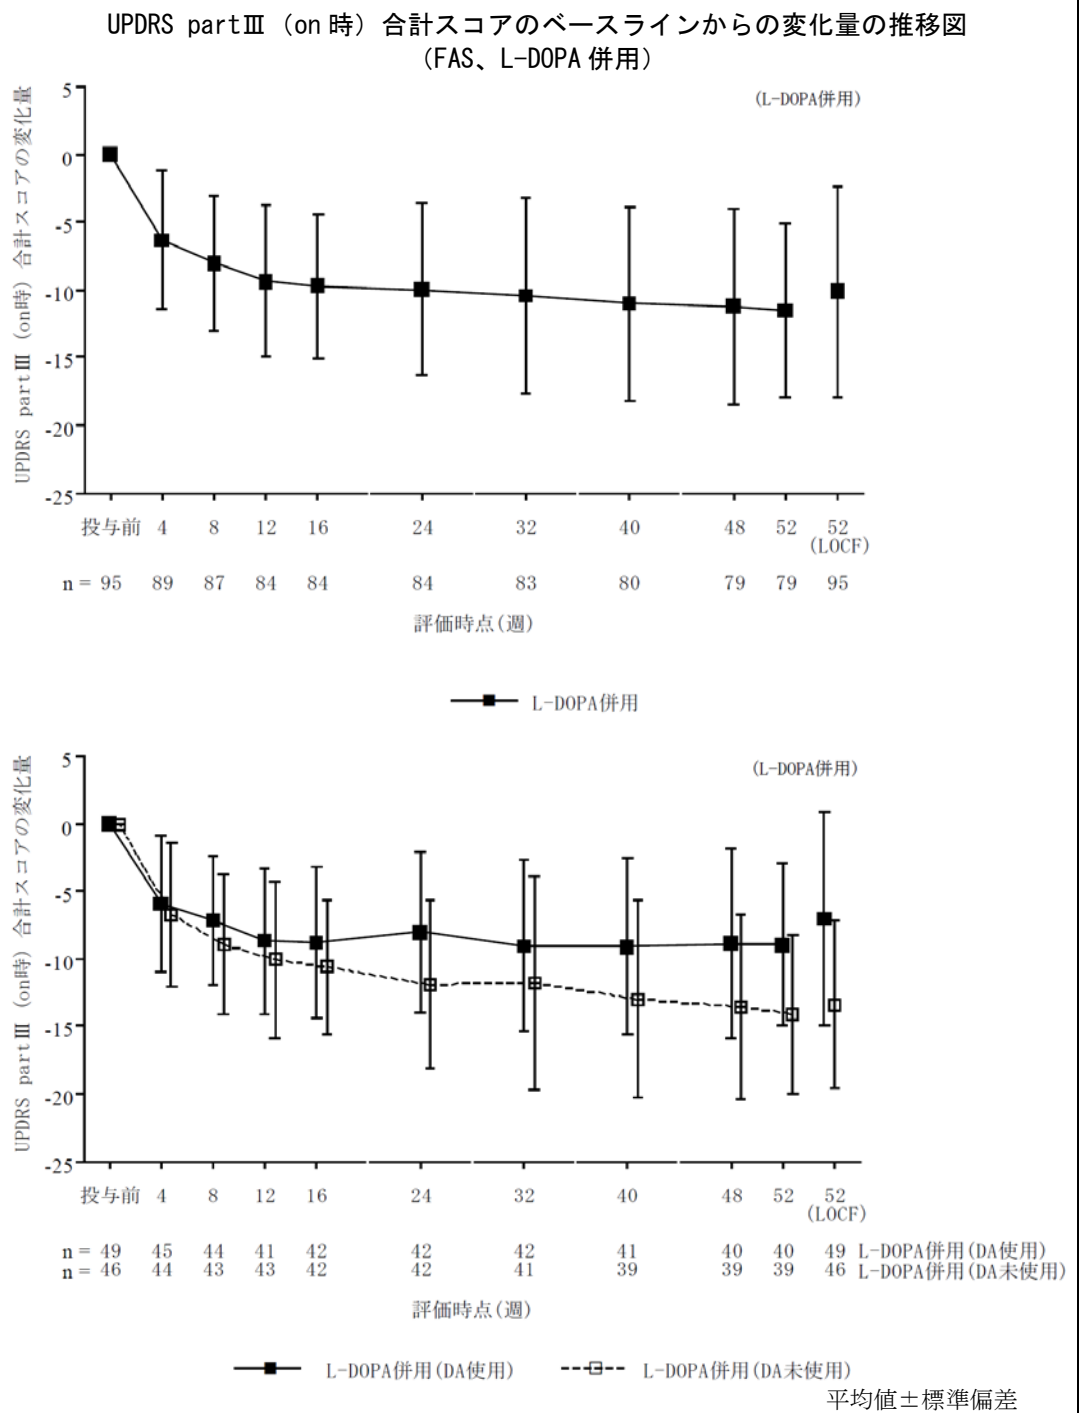 UPDRS partⅢ（on 時）合計スコアのベースラインからの変化量の推移図
（FAS、L-DOPA 併用）
(L-DOPA併用)
UPDRS partⅢ (on時) 合計スコアの変化量
5
0
-5
-10
-15
-20
-25
投与前 4 8 12 16 24 32 40 48 52 52
(LOCF)
n = 95 89 87 84 84 84 83 80 79 79 95
評価時点(週)
L-DOPA併用
(L-DOPA併用)
UPDRS partⅢ (on時) 合計スコアの変化量
5
0
-5
-10
-15
-20
-25
投与前 4 8 12 16 24 32 40 48 52 52
(LOCF)
n = 49 45 44 41 42 42 42 41 40 40 49 L-DOPA併用(DA使用)
n = 46 44 43 43 42 42 41 39 39 39 46 L-DOPA併用(DA未使用)
評価時点(週)
L-DOPA併用(DA使用) L-DOPA併用(DA未使用)
平均値±標準偏差